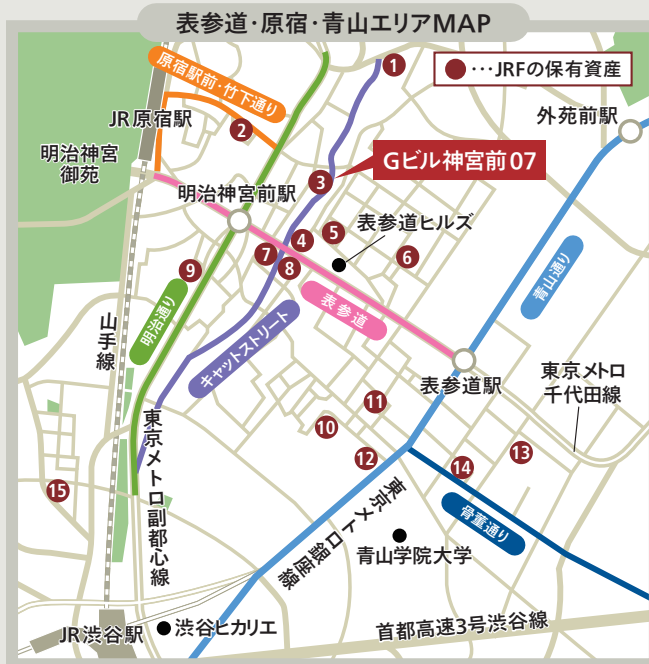 表参道・原宿・青山エリアMAP
●…JRFの保有資産
1
原宿駅前・竹下通り
JR原宿駅
2
外苑前駅
明治神宮
御苑
3
Gビル神宮前07
明治神宮前駅
4
5
表参道ヒルズ
6
7
8
9
青山通り
表参道
明治通り
キャットストリート
山手線
表参道駅
東京メトロ
千代田線
10
11
12
13
14
15
東京メトロ副都心線
東京メトロ銀座線
骨董通り
青山学院大学
JR渋谷駅
渋谷ヒカリエ
首都高速3号渋谷線